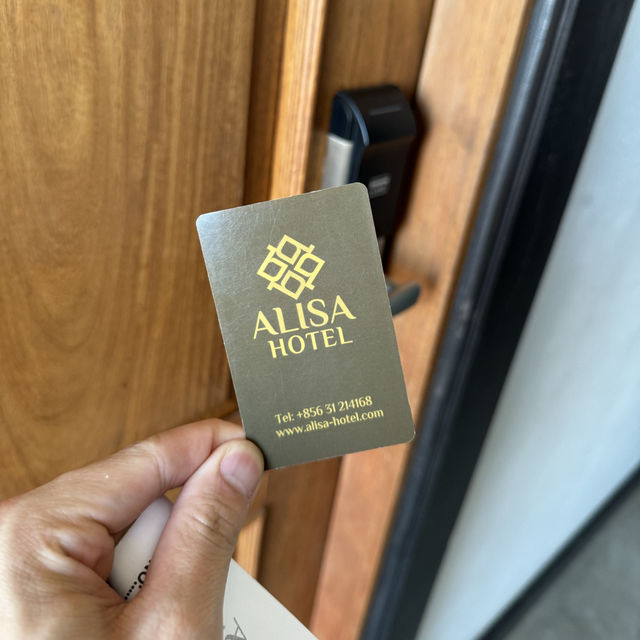 ALISA
HOTEL
Tel: +856 31 214168
www.alisa-hotel.com